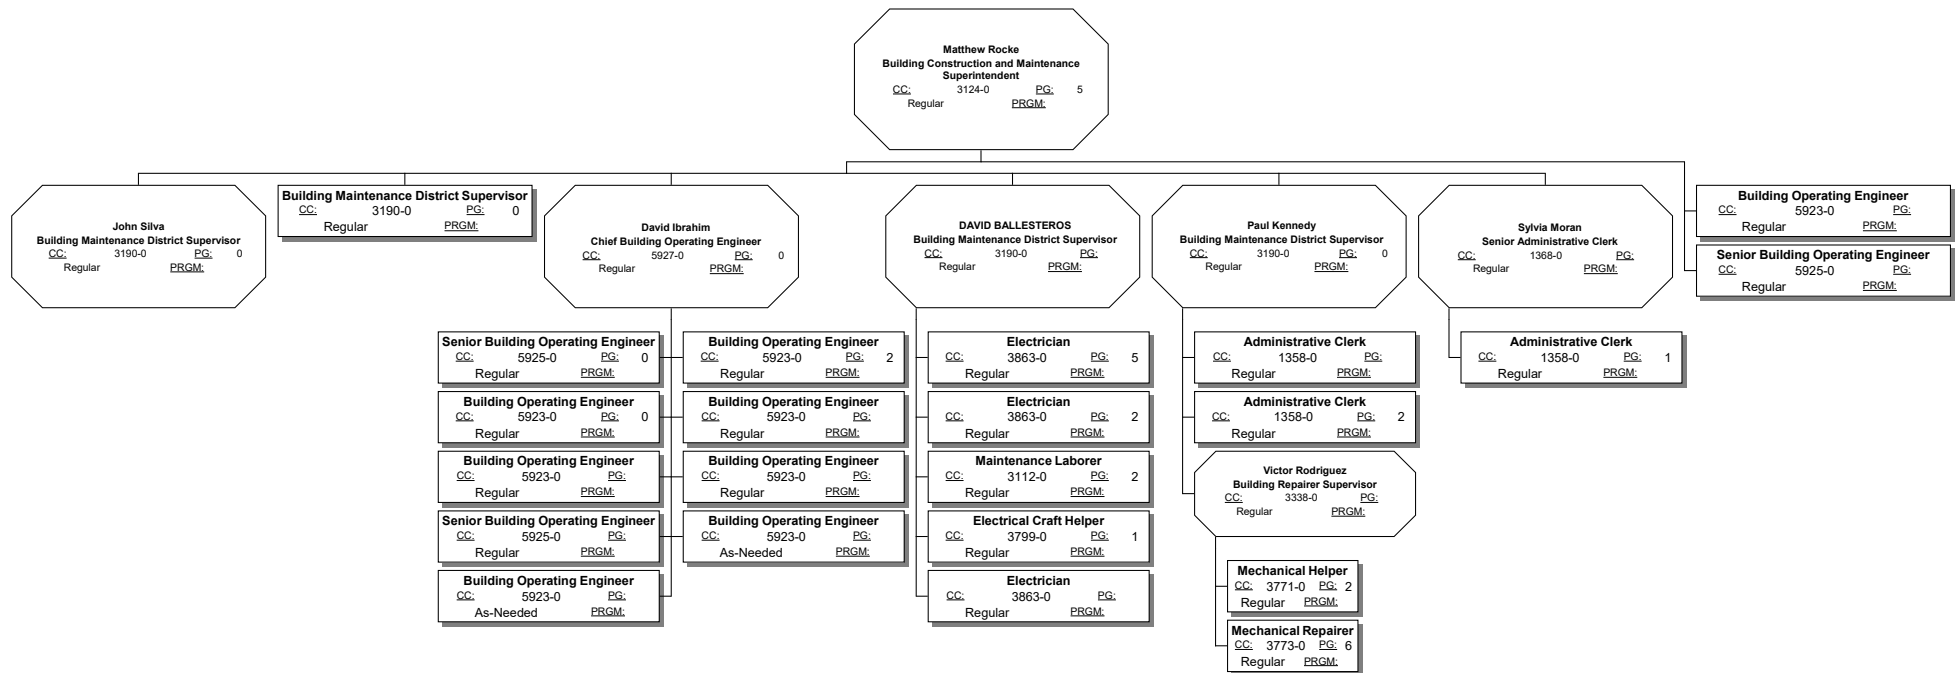 Matthew Rocke
Building Construction and Maintenance
Superintendent
CC: 3124-0 PG: 5
Regular PRGM:
John Silva
Building Maintenance District Supervisor
CC: 3190-0 PG: 0
Regular PRGM:
Building Maintenance District Supervisor
CC: 3190-0 PG: 0
Regular PRGM:
David Ibrahim
Chief Building Operating Engineer
CC: 5927-0 PG: 0
Regular PRGM:
DAVID BALLESTEROS
Building Maintenance District Supervisor
CC: 3190-0 PG:
Regular PRGM:
Paul Kennedy
Building Maintenance District Supervisor
CC: 3190-0 PG: 0
Regular PRGM:
Sylvia Moran
Senior Administrative Clerk
CC: 1368-0 PG:
Regular PRGM:
Building Operating Engineer
CC: 5923-0 PG:
Regular PRGM:
Senior Building Operating Engineer
CC: 5925-0 PG:
Regular PRGM:
Senior Building Operating Engineer
CC: 5925-0 PG: 0
Regular PRGM:
Building Operating Engineer
CC: 5923-0 PG: 2
Regular PRGM:
Building Operating Engineer
CC: 5923-0 PG: 0
Regular PRGM:
Building Operating Engineer
CC: 5923-0 PG:
Regular PRGM:
Building Operating Engineer
CC: 5923-0 PG:
Regular PRGM:
Building Operating Engineer
CC: 5923-0 PG:
Regular PRGM:
Senior Building Operating Engineer
CC: 5925-0 PG:
Regular PRGM:
Building Operating Engineer
CC: 5923-0 PG:
As-Needed PRGM:
Building Operating Engineer
CC: 5923-0 PG:
As-Needed PRGM:
Electrician
CC: 3863-0 PG: 5
Regular PRGM:
Electrician
CC: 3863-0 PG: 2
Regular PRGM:
Maintenance Laborer
CC: 3112-0 PG: 2
Regular PRGM:
Electrical Craft Helper
CC: 3799-0 PG: 1
Regular PRGM:
Electrician
CC: 3863-0 PG:
Regular PRGM:
Administrative Clerk
CC: 1358-0 PG:
Regular PRGM:
Administrative Clerk
CC: 1358-0 PG: 2
Regular PRGM:
Victor Rodriguez
Building Repairer Supervisor
CC: 3338-0 PG:
Regular PRGM:
Mechanical Helper
CC: 3771-0 PG: 2
Regular PRGM:
Mechanical Repairer
CC: 3773-0 PG: 6
Regular PRGM:
Administrative Clerk
CC: 1358-0 PG: 1
Regular PRGM: